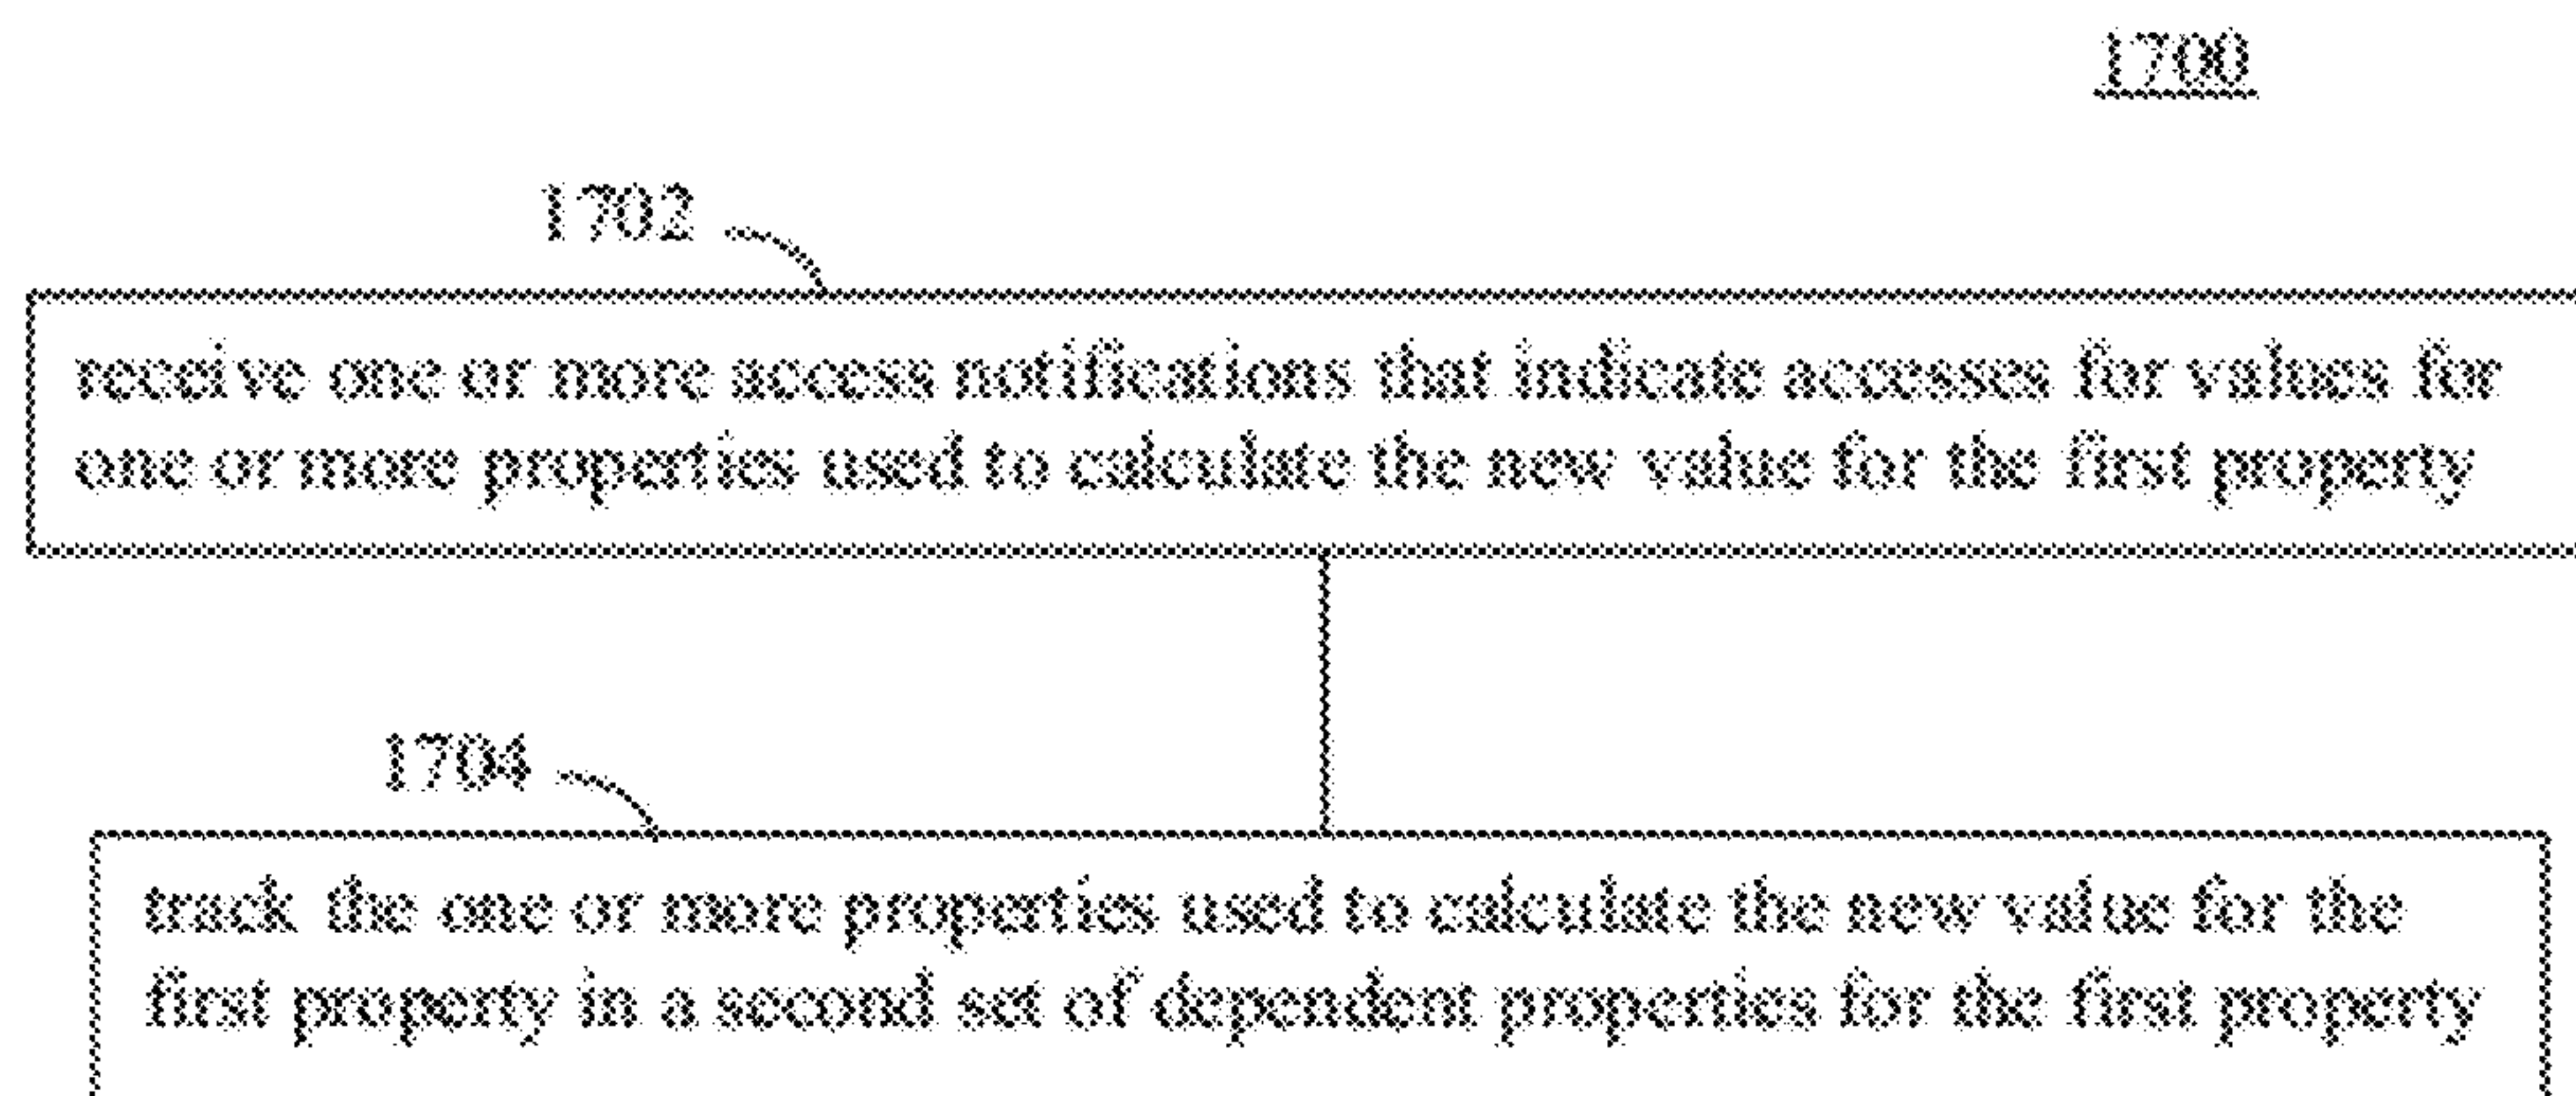 1700
1702
receive one or more access notifications that indicate accesses for values for
one or more properties used to calculate the new value for the first property
1704
track the one or more properties used to calculate the new value for the
first property in a second set of dependent properties for the first property